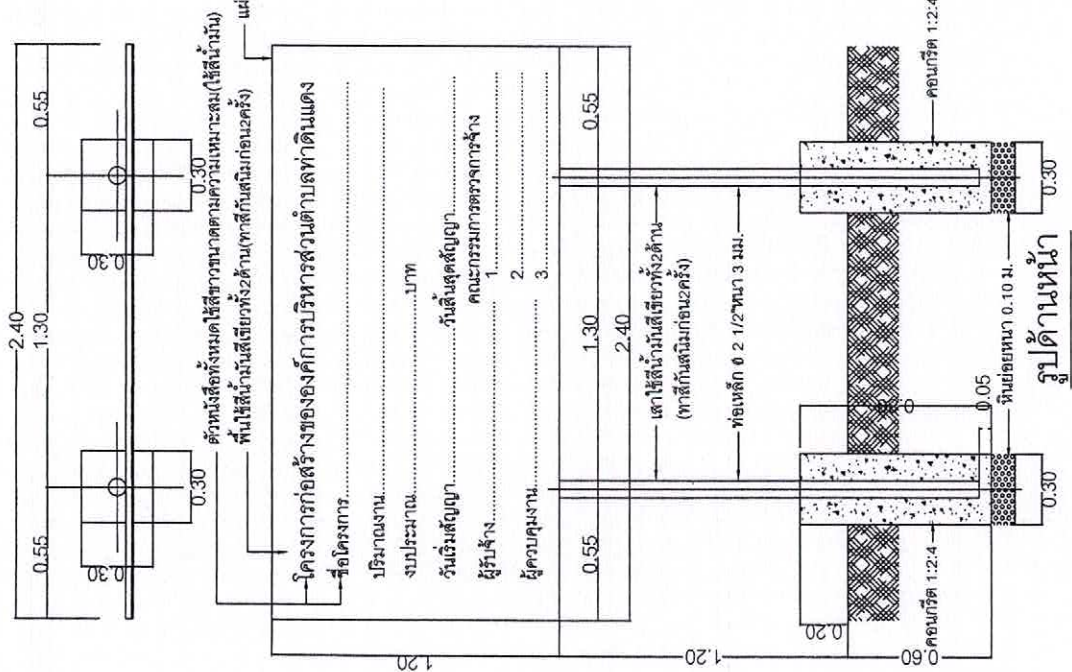 2.40
0.55
1.30
0.55
0.30
0.30
0.30
0.30
ตัวหนังสือทั้งหมดใช้สีขาวขนาดตามความเหมาะสม(ใช้สีน้ำมัน)
พื้นใช้สีน้ำมันสีเขียวทั้ง2ด้าน(ทาสีกันสนิมก่อน2ครั้ง)
โครงการก่อสร้างขององค์การบริหารส่วนตำบลท่าดินแดง
ชื่อโครงการ
ปริมาณงาน
งบประมาณ บาท
วันเริ่มสัญญา วันสิ้นสุดสัญญา
คณะกรรมการตรวจการจ้าง
ผู้รับจ้าง 1.
2.
ผู้ควบคุมงาน 3.
1.20
0.55
1.30
0.55
2.40
เสาใช้สีน้ำมันสีเขียวทั้ง2ด้าน
(ทาสีกันสนิมก่อน2ครั้ง)
ท่อเหล็ก ϕ 2 1/2"หนา 3 มม.
1.20
0.20
0.60
0.05
คอนกรีต 1:2:4
คอนกรีต 1:2:4
หินย่อยหนา 0.10 ม.
0.30
0.30
รูปด้านหน้า